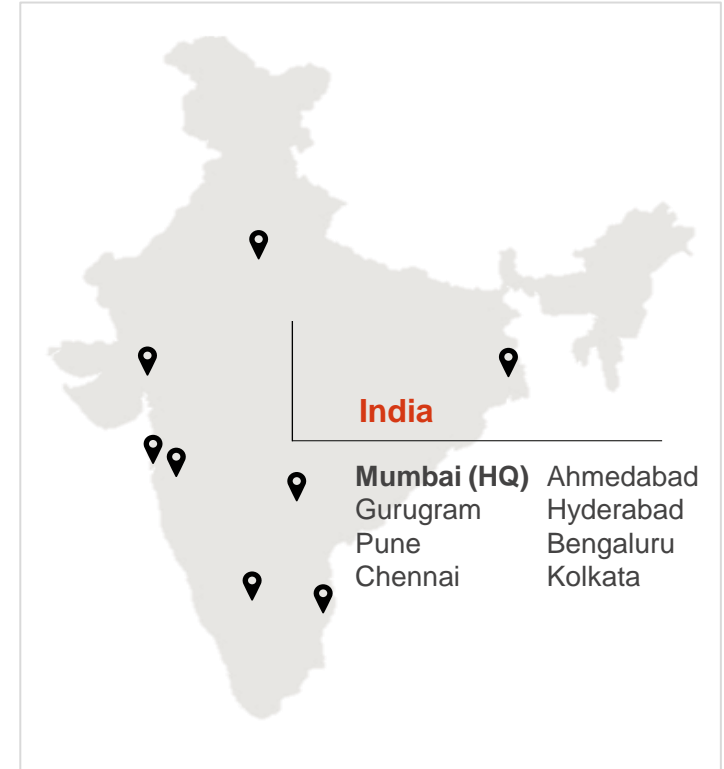 India
Mumbai (HQ) Ahmedabad
Gurugram Hyderabad
Pune Bengaluru
Chennai Kolkata